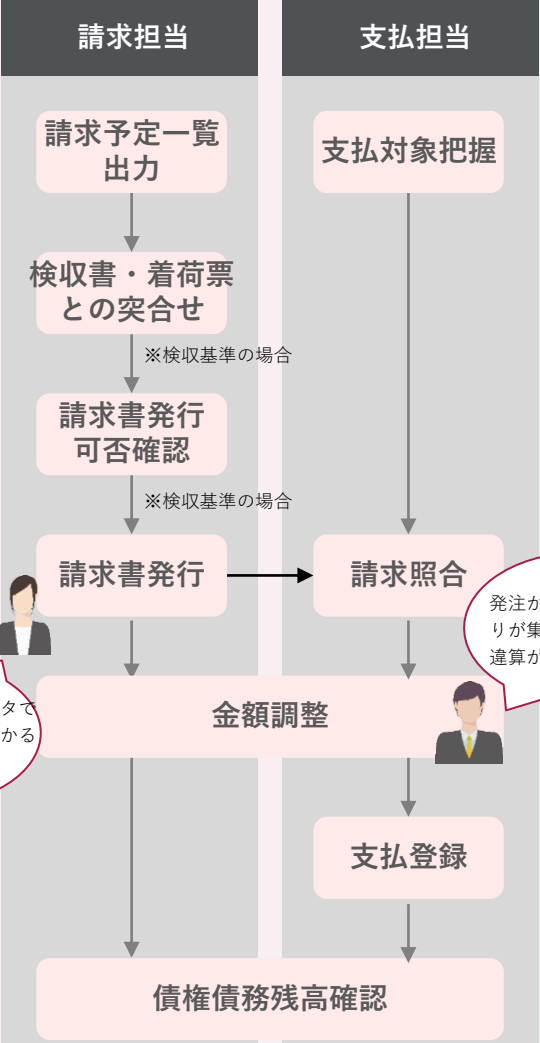 請求担当
支払担当
請求予定一覧
出力
支払対象把握
検収書・着荷票
との突合せ
※検収基準の場合
請求書発行
可否確認
※検収基準の場合
請求書発行
請求照合
発注か
りが集
違算が
タで
かる
金額調整
支払登録
債権債務残高確認